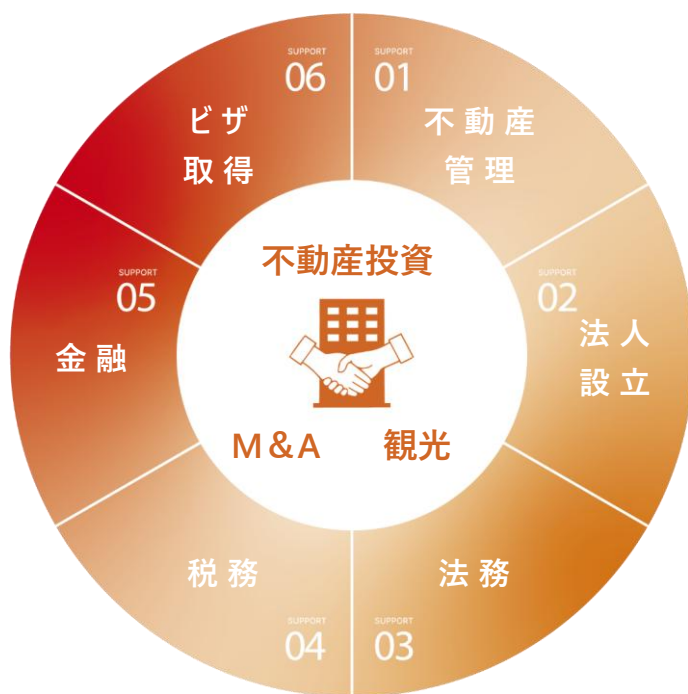 SUPPORT
01
不動産
管理
SUPPORT
02
法人
設立
SUPPORT
03
法務
SUPPORT
04
税務
SUPPORT
05
金融
SUPPORT
06
ビザ
取得
不動産投資
M&A 観光